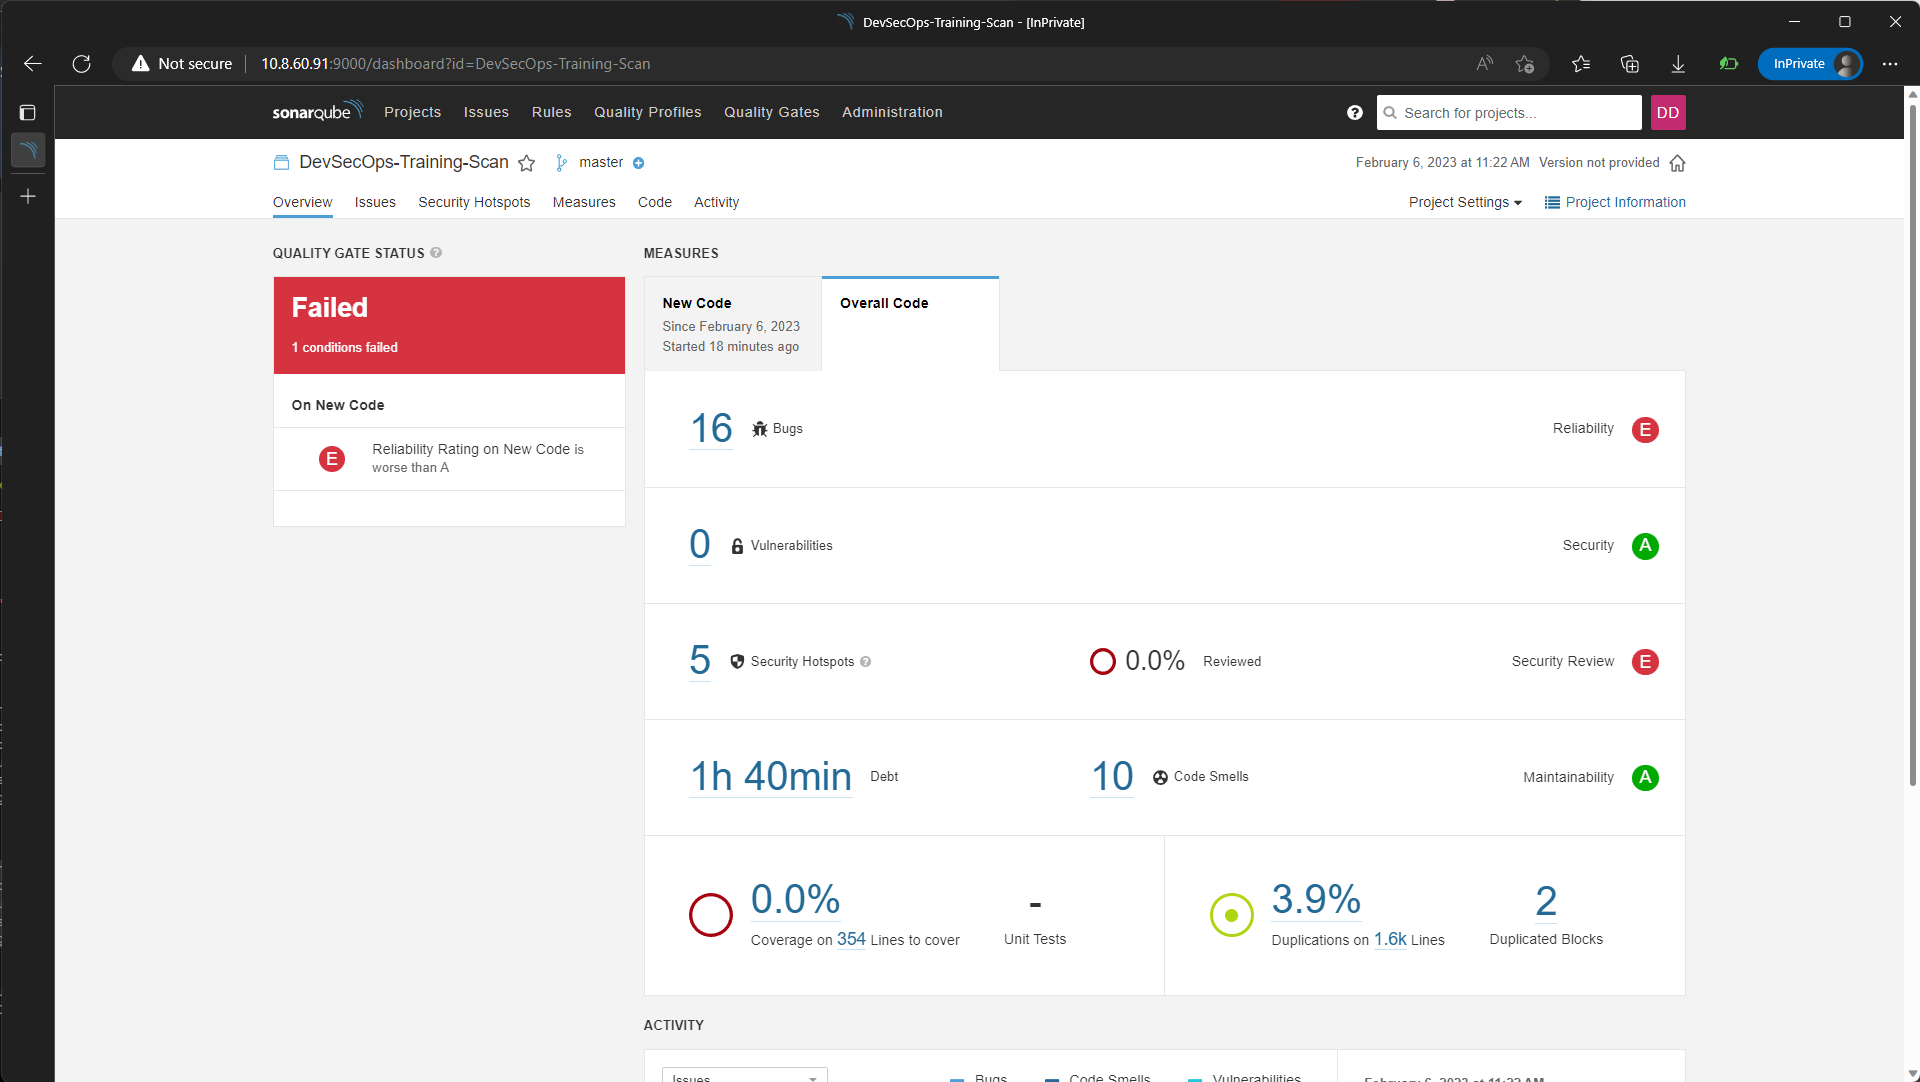 DevSecOps-Training-Scan - [InPrivate]
Not secure
10.8.60.91:9000/dashboard?id=DevSecOps-Training-Scan
InPrivate
sonarqube
Projects Issues Rules Quality Profiles Quality Gates Administration
Search for projects...
DD
DevSecOps-Training-Scan
master
February 6, 2023 at 11:22 AM Version not provided
Overview Issues Security Hotspots Measures Code Activity
Project Settings
Project Information
QUALITY GATE STATUS
MEASURES
Failed
1 conditions failed
On New Code
E
Reliability Rating on New Code is
worse than A
New Code
Since February 6, 2023
Started 18 minutes ago
Overall Code
16 Bugs
Reliability E
0 Vulnerabilities
Security A
5 Security Hotspots
0.0% Reviewed
Security Review E
1h 40min Debt
10 Code Smells
Maintainability A
0.0%
Coverage on 354 Lines to cover
-
Unit Tests
3.9%
Duplications on 1.6k Lines
2
Duplicated Blocks
ACTIVITY
Issues
Bugs Code Smells Vulnerabilities
February 6, 2023 at 11:22 AM